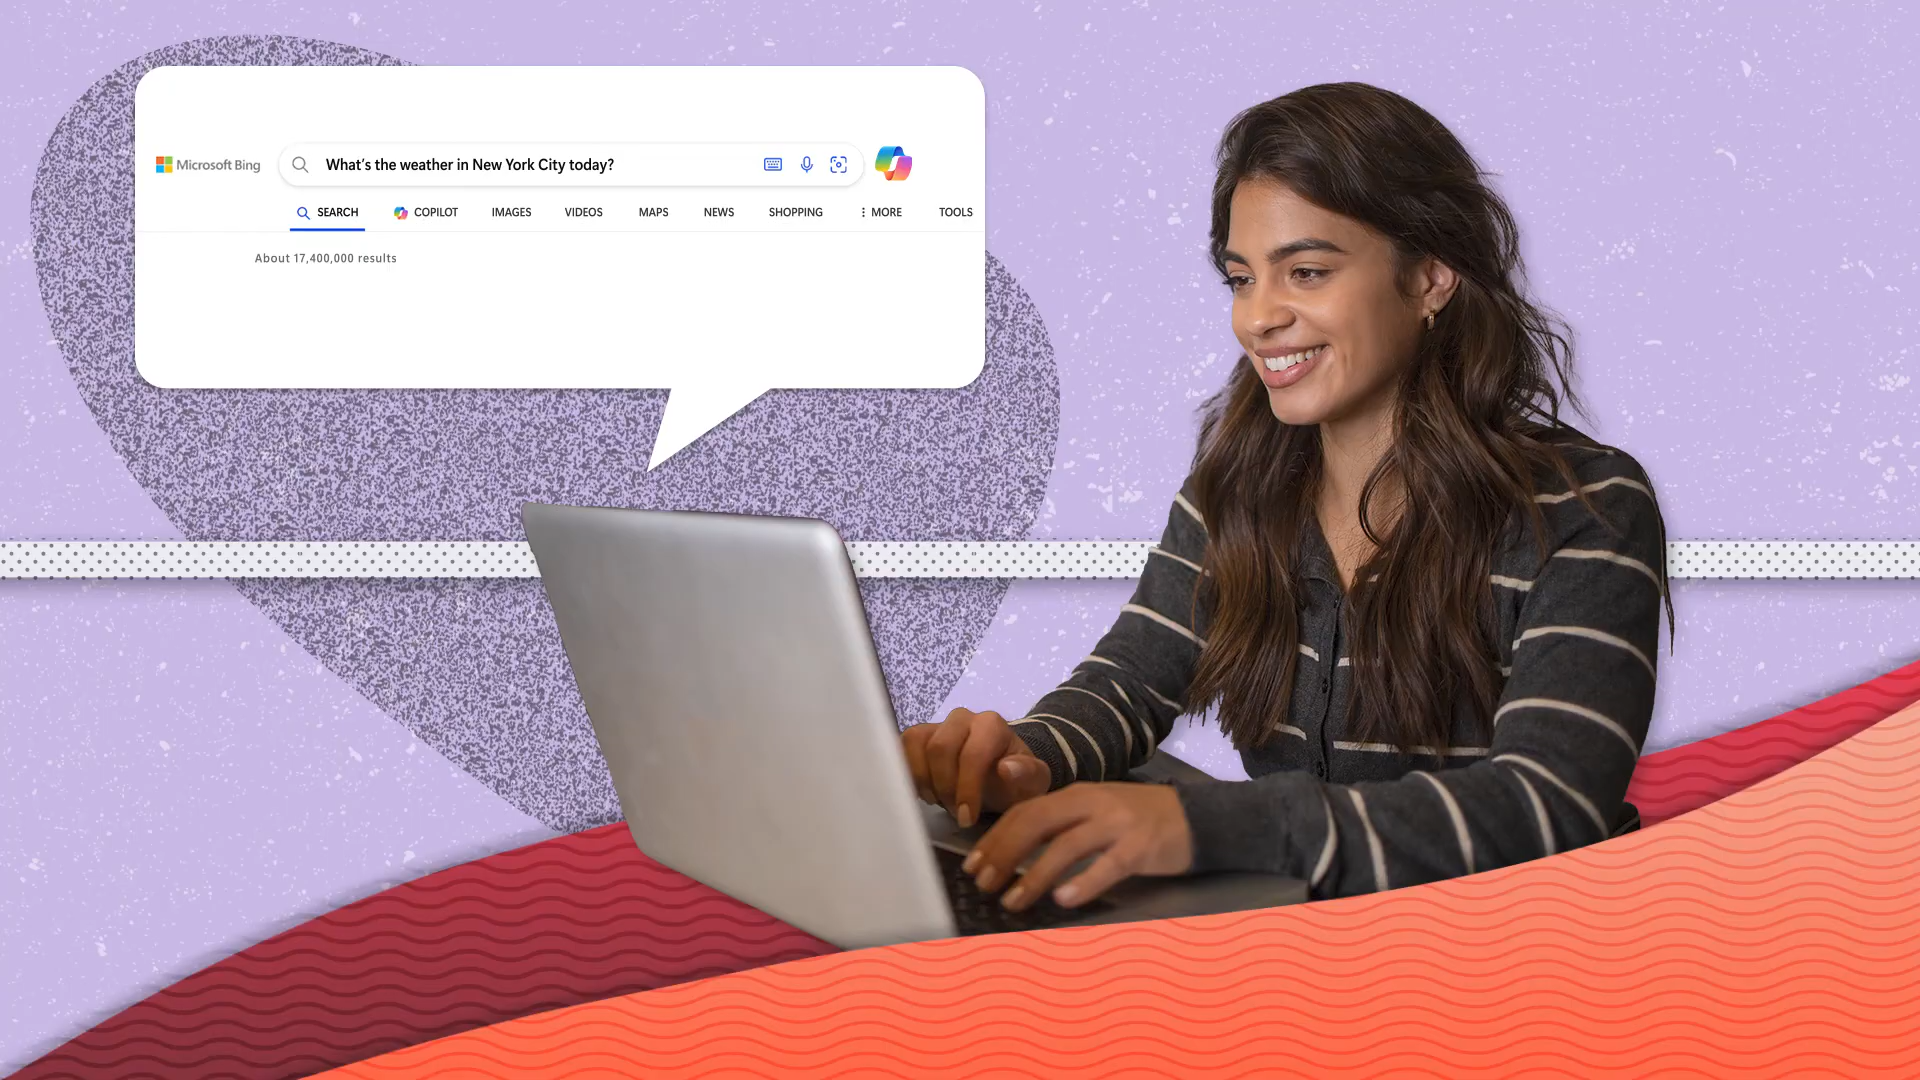 Microsoft Bing
What's the weather in New York City today?
SEARCH COPILOT IMAGES VIDEOS MAPS NEWS SHOPPING MORE TOOLS
About 17,400,000 results